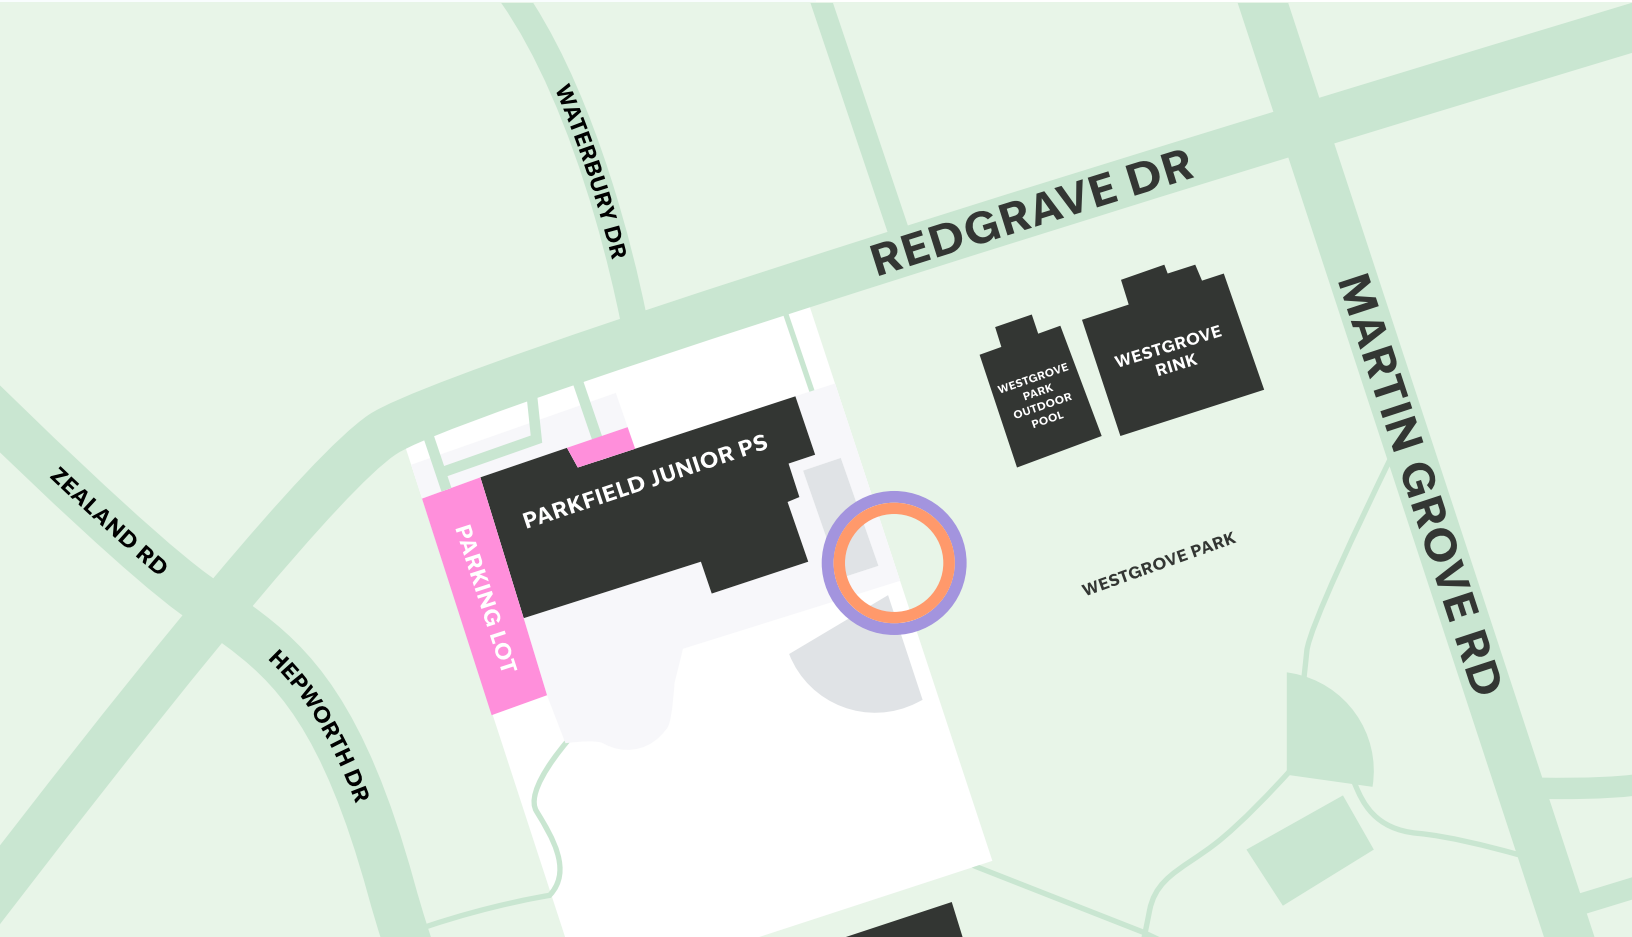 WATERBURY DR
REDGRAVE DR
MARTIN GROVE RD
WESTGROVE
RINK
WESTGROVE
PARK
OUTDOOR
POOL
PARKFIELD JUNIOR PS
PARKING LOT
ZEALAND RD
WESTGROVE PARK
HEPWORTH DR